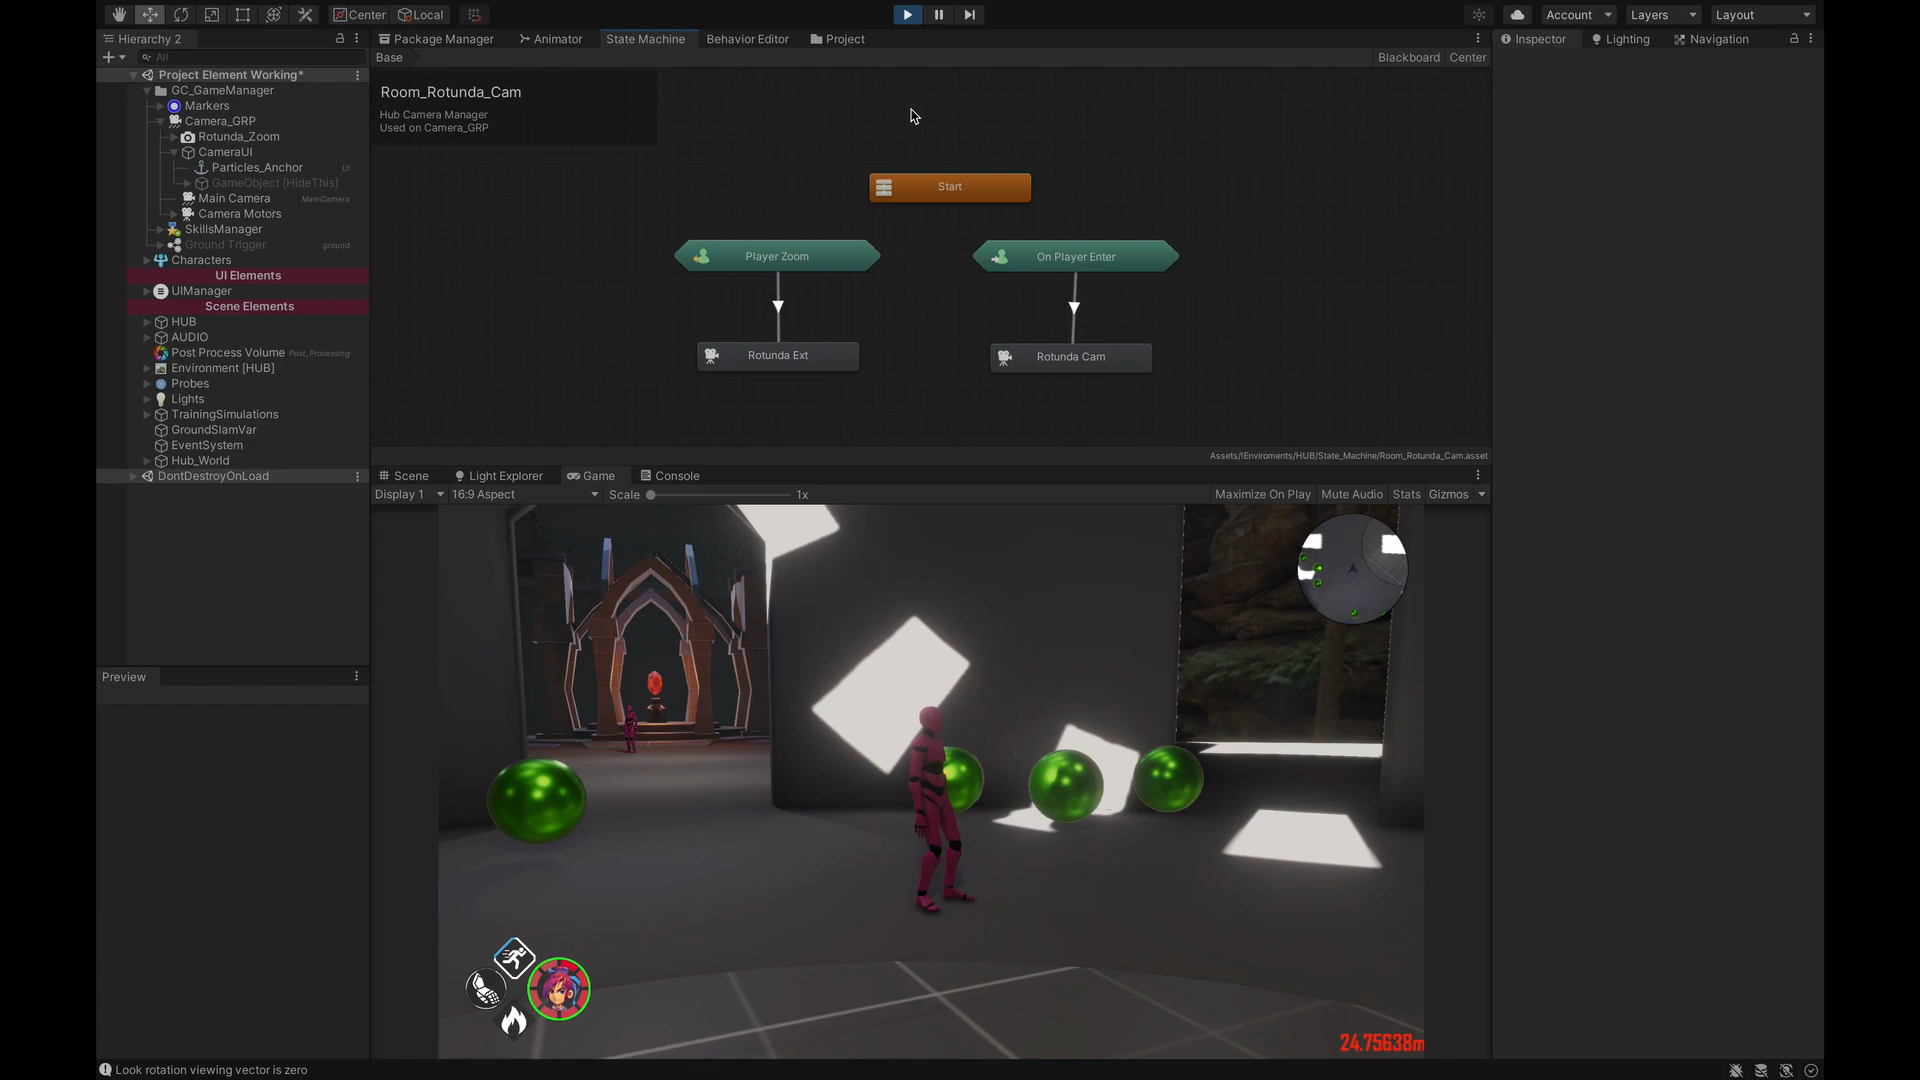 Center
Local
Account
Layers
Layout
Hierarchy 2
All
Project Element Working*
GC_GameManager
Markers
Camera_GRP
Rotunda_Zoom
CameraUI
Particles_Anchor UI
GameObject [HideThis]
Main Camera MainCamera
Camera Motors
SkillsManager
Ground Trigger ground
Characters
UI Elements
UIManager
Scene Elements
HUB
AUDIO
Post Process Volume Post_Processing
Environment [HUB]
Probes
Lights
TrainingSimulations
GroundSlamVar
EventSystem
Hub_World
DontDestroyOnLoad
Preview
Package Manager
Animator
State Machine
Behavior Editor
Project
Base
Blackboard
Center
Room_Rotunda_Cam
Hub Camera Manager
Used on Camera_GRP
Start
Player Zoom
On Player Enter
Rotunda Ext
Rotunda Cam
Assets/!Enviroments/HUB/State_Machine/Room_Rotunda_Cam.asset
Scene
Light Explorer
Game
Console
Display 1
16:9 Aspect
Scale
1x
Maximize On Play
Mute Audio
Stats
Gizmos
24.75638m
Inspector
Lighting
Navigation
Look rotation viewing vector is zero